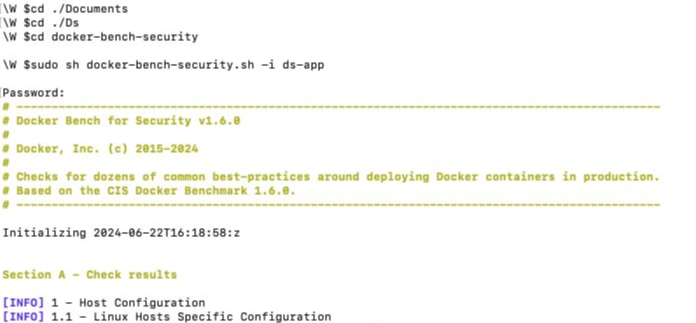 \W $cd ./Documents
\W $cd ./Ds
\W $cd docker-bench-security
\W $sudo sh docker-bench-security.sh -i ds-app
Password:
# --------------------------------------------------------------------------------------------
# Docker Bench for Security v1.6.0
#
# Docker, Inc. (c) 2015-2024
#
# Checks for dozens of common best-practices around deploying Docker containers in production.
# Based on the CIS Docker Benchmark 1.6.0.
# --------------------------------------------------------------------------------------------
Initializing 2024-06-22T16:18:58:z
Section A - Check results
[INFO] 1 - Host Configuration
[INFO] 1.1 - Linux Hosts Specific Configuration